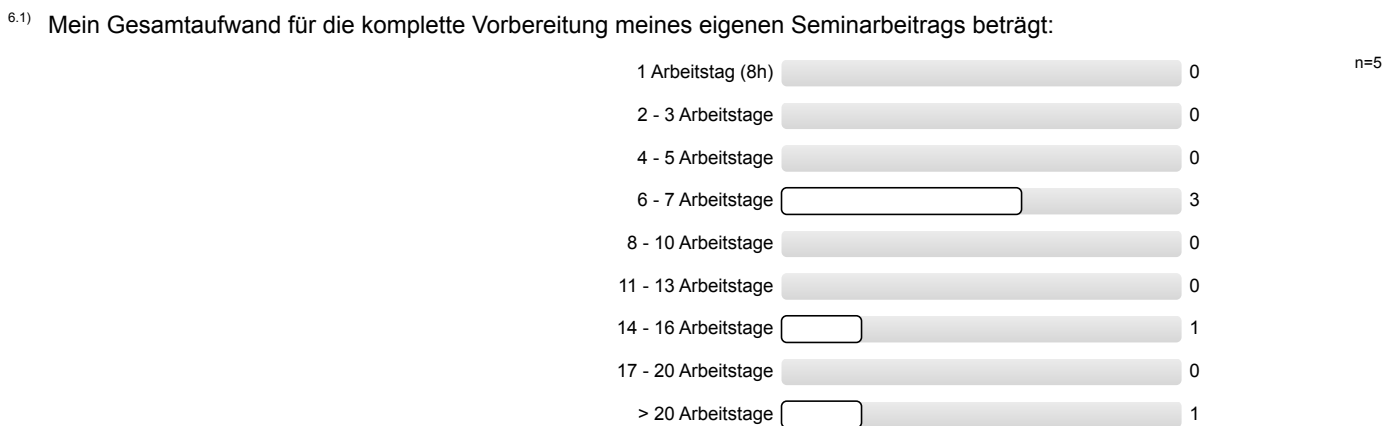 6.1) Mein Gesamtaufwand für die komplette Vorbereitung meines eigenen Seminarbeitrags beträgt:
n=5
1 Arbeitstag (8h) 0
2 - 3 Arbeitstage 0
4 - 5 Arbeitstage 0
6 - 7 Arbeitstage 3
8 - 10 Arbeitstage 0
11 - 13 Arbeitstage 0
14 - 16 Arbeitstage 1
17 - 20 Arbeitstage 0
> 20 Arbeitstage 1